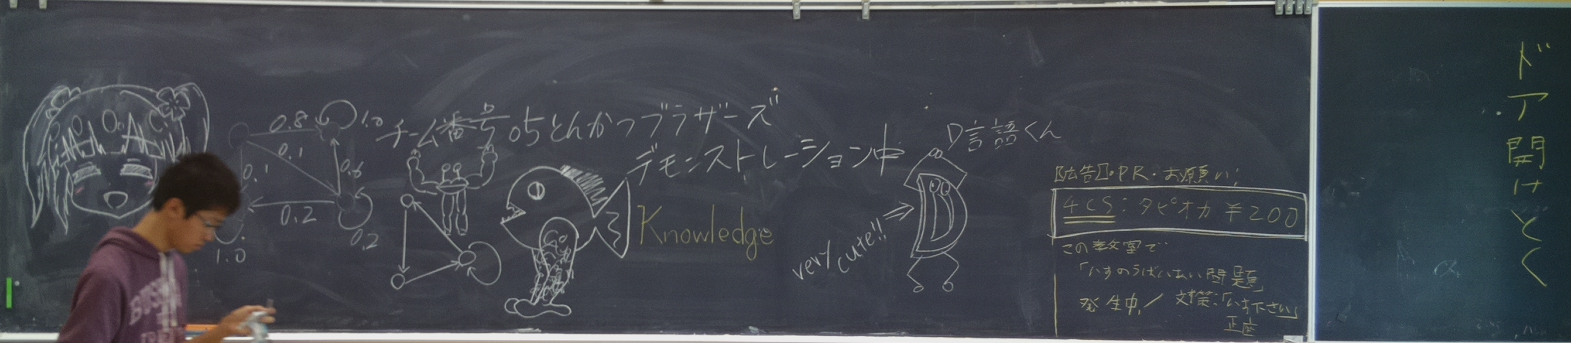 0.8
1.0
0.1
0.1
0.6
0.2
0.2
1.0
チーム番号05とんかつブラザーズ
デモンストレーション中
Knowledge
D言語くん
very cute!!
【広告】・PR・お願い!
4CS:タピオカ ¥200
この教室で
「いすのうばいあい問題」
発生中! 対策:「いす下さい」
正座
ドア開けとく